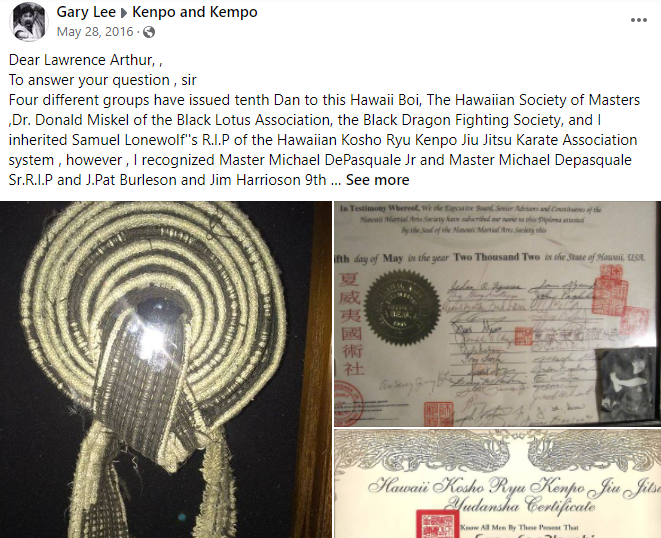 Gary Lee ▸ Kenpo and Kempo
May 28, 2016 ·
Dear Lawrence Arthur, ,
To answer your question , sir
Four different groups have issued tenth Dan to this Hawaii Boi, The Hawaiian Society of Masters
,Dr. Donald Miskel of the Black Lotus Association, the Black Dragon Fighting Society, and I
inherited Samuel Lonewolf"s R.I.P of the Hawaiian Kosho Ryu Kenpo Jiu Jitsu Karate Association
system , however , I recognized Master Michael DePasquale Jr and Master Michael Depasquale
Sr.R.I.P and J.Pat Burleson and Jim Harrioson 9th ... See more
In Testimony Whereof, We the Executive Board, Senior Advisors and Constituents of the
Hawaii Martial Arts Society have subscribed our name to this Diploma attested
by the Seal of the Hawaii Martial Arts Society this
ifth day of May in the year Two Thousand Two in the State of Hawaii, USA
夏威夷國術社
Hawaii Kosho Ryu Kenpo Jiu Jitsu
Yudansha Certificate
Know All Men By These Present That